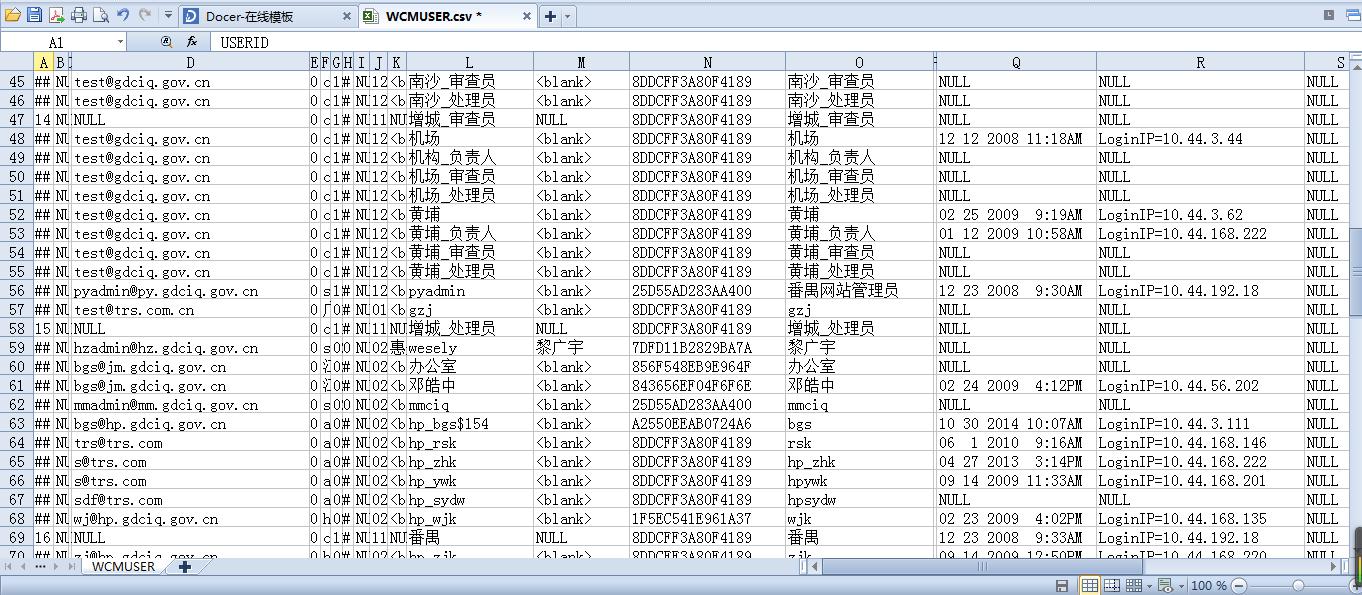 Docer-在线模板 WCMUSER.csv *
A1 fx USERID
A B D E F G H I J K L M N O Q R S
45 ## NU test@gdciq.gov.cn 0 c 1 # NU 12 <b 南沙_审查员 <blank> 8DDCFF3A80F4189 南沙_审查员 NULL NULL NULL
46 ## NU test@gdciq.gov.cn 0 c 1 # NU 12 <b 南沙_处理员 <blank> 8DDCFF3A80F4189 南沙_处理员 NULL NULL NULL
47 14 NU NULL 0 c 1 # NU 11 NU 增城_审查员 NULL 8DDCFF3A80F4189 增城_审查员 NULL NULL NULL
48 ## NU test@gdciq.gov.cn 0 c 1 # NU 12 <b 机场 <blank> 8DDCFF3A80F4189 机场 12 12 2008 11:18AM LoginIP=10.44.3.44 NULL
49 ## NU test@gdciq.gov.cn 0 c 1 # NU 12 <b 机构_负责人 <blank> 8DDCFF3A80F4189 机构_负责人 NULL NULL NULL
50 ## NU test@gdciq.gov.cn 0 c 1 # NU 12 <b 机场_审查员 <blank> 8DDCFF3A80F4189 机场_审查员 NULL NULL NULL
51 ## NU test@gdciq.gov.cn 0 c 1 # NU 12 <b 机场_处理员 <blank> 8DDCFF3A80F4189 机场_处理员 NULL NULL NULL
52 ## NU test@gdciq.gov.cn 0 c 1 # NU 12 <b 黄埔 <blank> 8DDCFF3A80F4189 黄埔 02 25 2009 9:19AM LoginIP=10.44.3.62 NULL
53 ## NU test@gdciq.gov.cn 0 c 1 # NU 12 <b 黄埔_负责人 <blank> 8DDCFF3A80F4189 黄埔_负责人 01 12 2009 10:58AM LoginIP=10.44.168.222 NULL
54 ## NU test@gdciq.gov.cn 0 c 1 # NU 12 <b 黄埔_审查员 <blank> 8DDCFF3A80F4189 黄埔_审查员 NULL NULL NULL
55 ## NU test@gdciq.gov.cn 0 c 1 # NU 12 <b 黄埔_处理员 <blank> 8DDCFF3A80F4189 黄埔_处理员 NULL NULL NULL
56 ## NU pyadmin@py.gdciq.gov.cn 0 s 1 # NU 12 <b pyadmin <blank> 25D55AD283AA400 番禺网站管理员 12 23 2008 9:30AM LoginIP=10.44.192.18 NULL
57 ## NU test@trs.com.cn 0 0 # NU 01 <b gzj <blank> 8DDCFF3A80F4189 gzj NULL NULL NULL
58 15 NU NULL 0 c 1 # NU 11 NU 增城_处理员 NULL 8DDCFF3A80F4189 增城_处理员 NULL NULL NULL
59 ## NU hzadmin@hz.gdciq.gov.cn 0 s 0 # NU 02 惠 wesely 黎广宇 7DFD11B2829BA7A 黎广宇 NULL NULL NULL
60 ## NU bgs@jm.gdciq.gov.cn 0 0 # NU 02 <b 办公室 <blank> 856F548EB9E964F 办公室 NULL NULL NULL
61 ## NU bgs@jm.gdciq.gov.cn 0 0 # NU 02 <b 邓皓中 <blank> 843656EF04F6F6E 邓皓中 02 24 2009 4:12PM LoginIP=10.44.56.202 NULL
62 ## NU mmadmin@mm.gdciq.gov.cn 0 s 0 # NU 02 <b mmciq <blank> 25D55AD283AA400 mmciq NULL NULL NULL
63 ## NU bgs@hp.gdciq.gov.cn 0 a 0 # NU 02 <b hp_bgs$154 <blank> A2550EEAB0724A6 bgs 10 30 2014 10:07AM LoginIP=10.44.3.111 NULL
64 ## NU trs@trs.com 0 a 0 # NU 02 <b hp_rsk <blank> 8DDCFF3A80F4189 rsk 06 1 2010 9:16AM LoginIP=10.44.168.146 NULL
65 ## NU s@trs.com 0 a 0 # NU 02 <b hp_zhk <blank> 8DDCFF3A80F4189 hp_zhk 04 27 2013 3:14PM LoginIP=10.44.168.222 NULL
66 ## NU s@trs.com 0 a 0 # NU 02 <b hp_ywk <blank> 8DDCFF3A80F4189 hpywk 09 14 2009 11:33AM LoginIP=10.44.168.201 NULL
67 ## NU sdf@trs.com 0 a 0 # NU 02 <b hp_sydw <blank> 8DDCFF3A80F4189 hpsydw NULL NULL NULL
68 ## NU wj@hp.gdciq.gov.cn 0 h 0 # NU 02 <b hp_wjk <blank> 1F5EC541E961A37 wjk 02 23 2009 4:02PM LoginIP=10.44.168.135 NULL
69 16 NU NULL 0 c 1 # NU 11 NU 番禺 NULL 8DDCFF3A80F4189 番禺 12 23 2008 9:33AM LoginIP=10.44.192.18 NULL
70 ## NU zj@hp.gdciq.gov.cn 0 h 0 # NU 02 <b hp_zjk <blank> 8DDCFF3A80F4189 zjk 09 14 2009 12:50PM LoginIP=10.44.168.220 NULL
WCMUSER
100 %